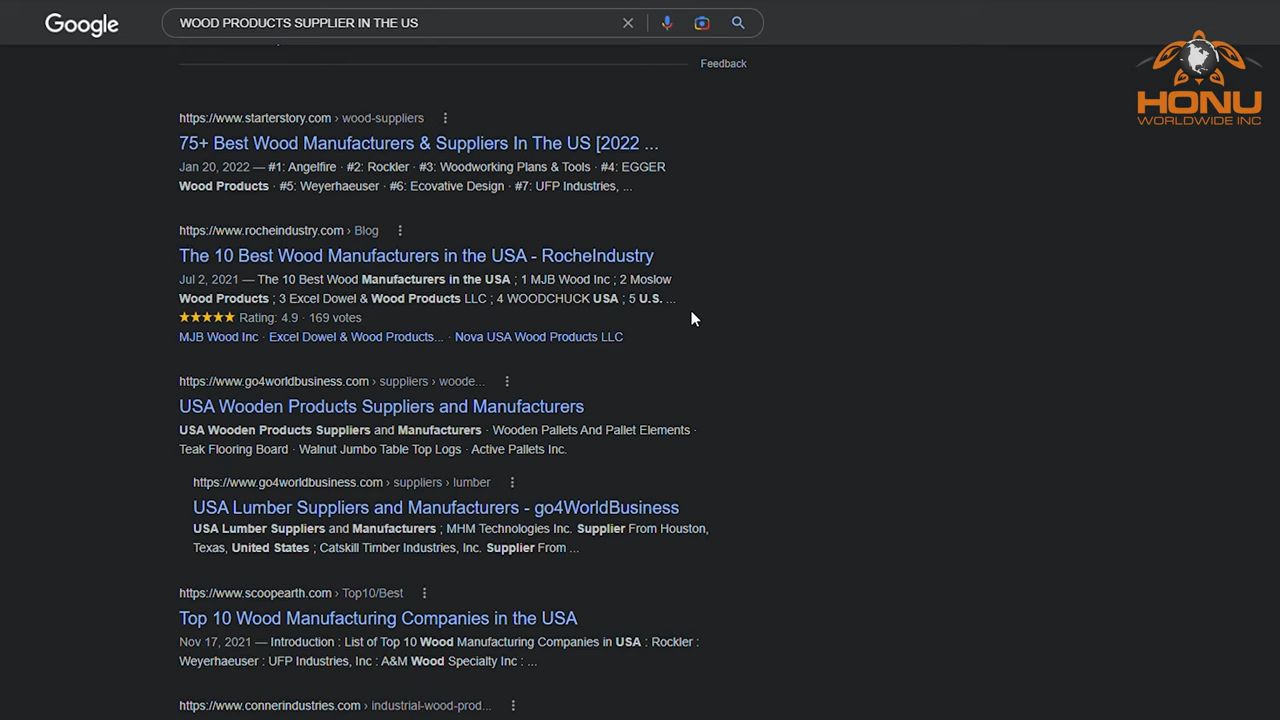 Google
WOOD PRODUCTS SUPPLIER IN THE US
HONU
WORLDWIDE INC
Feedback
https://www.starterstory.com › wood-suppliers
75+ Best Wood Manufacturers & Suppliers In The US [2022 ...
Jan 20, 2022 — #1: Angelfire · #2: Rockler · #3: Woodworking Plans & Tools · #4: EGGER
Wood Products · #5: Weyerhaeuser · #6: Ecovative Design · #7: UFP Industries, ...
https://www.rocheindustry.com › Blog
The 10 Best Wood Manufacturers in the USA - RocheIndustry
Jul 2, 2021 — The 10 Best Wood Manufacturers in the USA ; 1 MJB Wood Inc ; 2 Moslow
Wood Products ; 3 Excel Dowel & Wood Products LLC ; 4 WOODCHUCK USA ; 5 U.S. ...
★★★★★ Rating: 4.9 · 169 votes
MJB Wood Inc · Excel Dowel & Wood Products... · Nova USA Wood Products LLC
https://www.go4worldbusiness.com › suppliers › woode...
USA Wooden Products Suppliers and Manufacturers
USA Wooden Products Suppliers and Manufacturers · Wooden Pallets And Pallet Elements ·
Teak Flooring Board · Walnut Jumbo Table Top Logs · Active Pallets Inc.
https://www.go4worldbusiness.com › suppliers › lumber
USA Lumber Suppliers and Manufacturers - go4WorldBusiness
USA Lumber Suppliers and Manufacturers ; MHM Technologies Inc. Supplier From Houston,
Texas, United States ; Catskill Timber Industries, Inc. Supplier From ...
https://www.scoopearth.com › Top10/Best
Top 10 Wood Manufacturing Companies in the USA
Nov 17, 2021 — Introduction : List of Top 10 Wood Manufacturing Companies in USA : Rockler :
Weyerhaeuser : UFP Industries, Inc : A&M Wood Specialty Inc : ...
https://www.connerindustries.com › industrial-wood-prod...